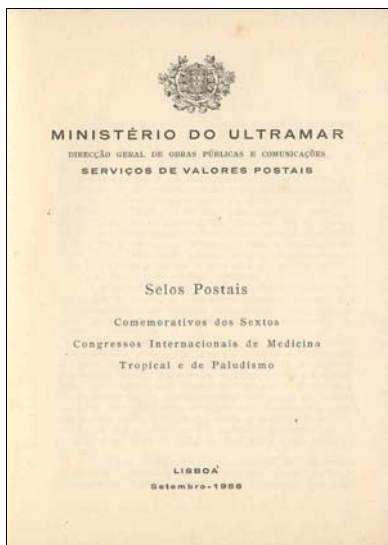 MINISTÉRIO DO ULTRAMAR
DIRECÇÃO GERAL DE OBRAS PÚBLICAS E COMUNICAÇÕES
SERVIÇOS DE VALORES POSTAIS
Selos Postais
Comemorativos dos Sextos
Congressos Internacionais de Medicina
Tropical e de Paludismo
LISBOA
Setembro-1958